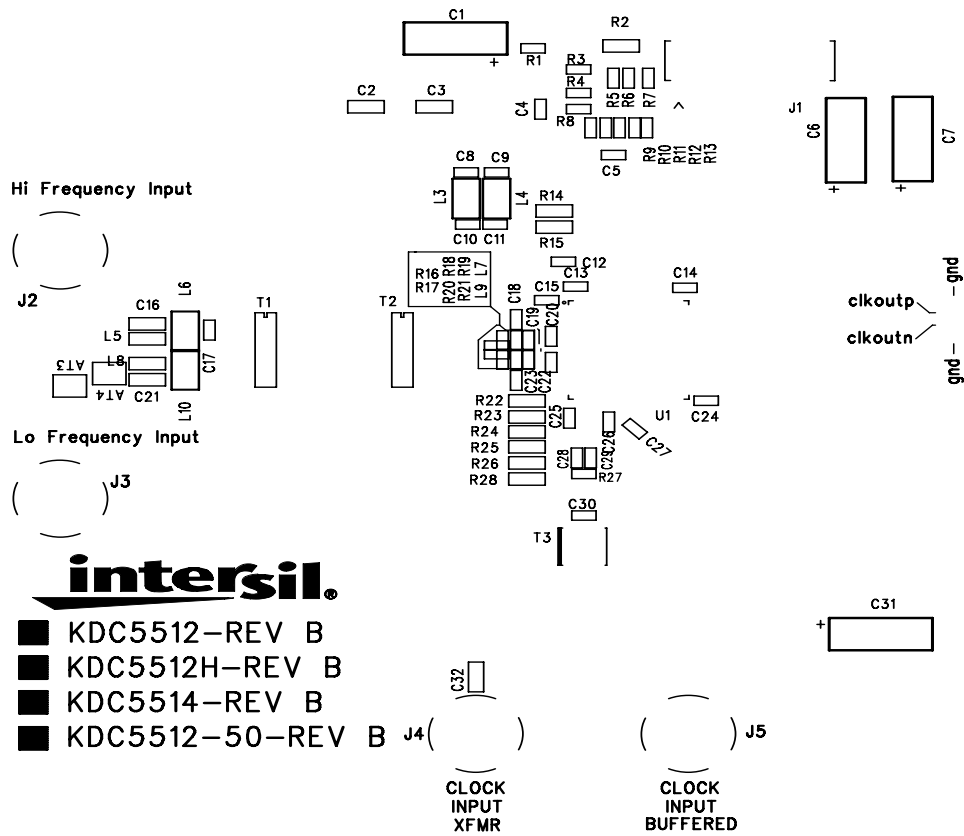 C1
R2
+
R1
R3
R4
R5
R6
R7
C2
C3
C4
R8
J1
C6
C7
R9
R10
R11
R12
R13
C5
C8
C9
+
+
Hi Frequency Input
L3
L4
R14
C10
C11
R15
C12
gnd
R16
R17
R18
R19
L7
R20
R21
L9
C13
C14
J2
L6
C16
T1
T2
C18
C15
clkoutp
C19
C20
L5
clkoutn
AT3
L8
C17
AT4
C21
gnd
C23
C22
L10
R22
R23
C25
U1
C24
Lo Frequency Input
R24
C26
C27
R25
C28
C29
R26
R27
J3
R28
C30
T3
intersil®
C31
+
KDC5512-REV B
KDC5512H-REV B
C32
KDC5514-REV B
KDC5512-50-REV B
J4
J5
CLOCK
INPUT
XFMR
CLOCK
INPUT
BUFFERED